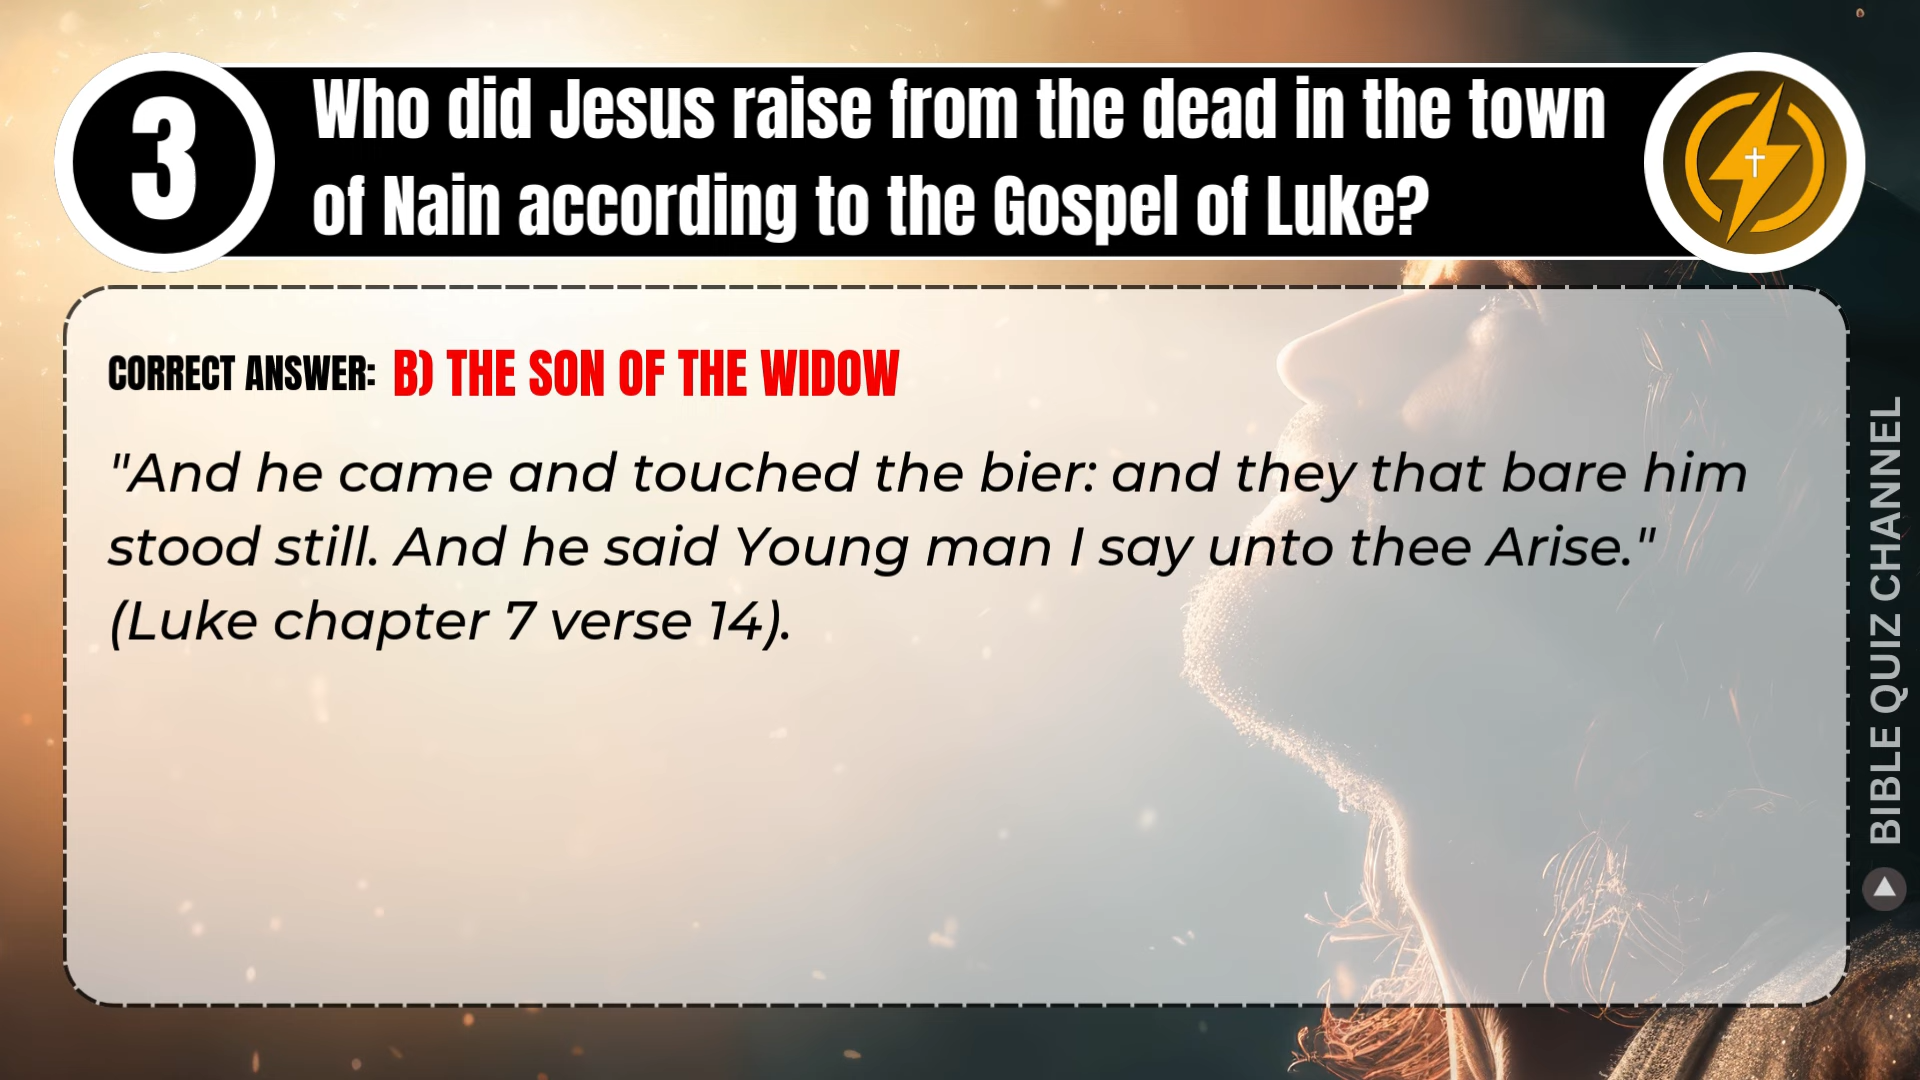 3
Who did Jesus raise from the dead in the town
of Nain according to the Gospel of Luke?
CORRECT ANSWER: B) THE SON OF THE WIDOW
"And he came and touched the bier: and they that bare him
stood still. And he said Young man I say unto thee Arise."
(Luke chapter 7 verse 14).
BIBLE QUIZ CHANNEL